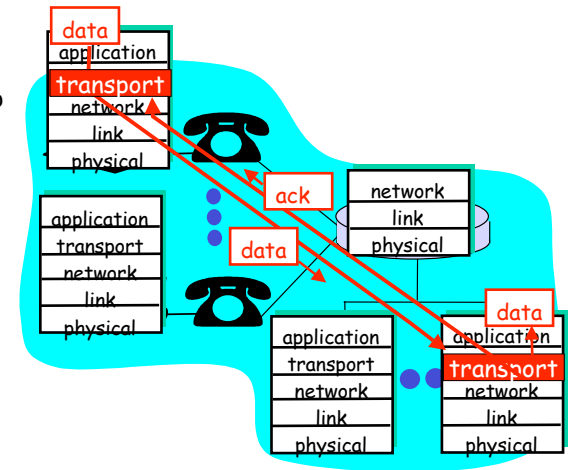 data
application
transport
network
link
physical
ack
network
link
physical
application
transport
network
link
physical
data
data
application
transport
network
link
physical
application
transport
network
link
physical